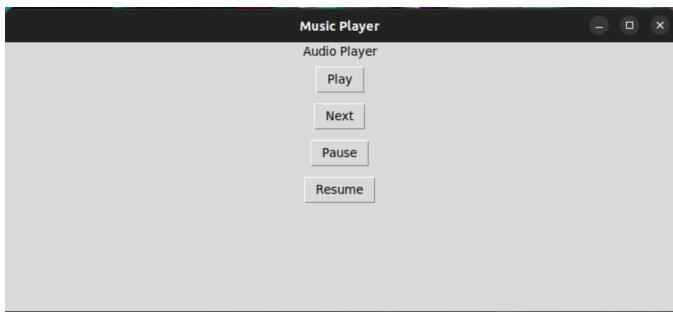 Music Player
Audio Player
Play
Next
Pause
Resume